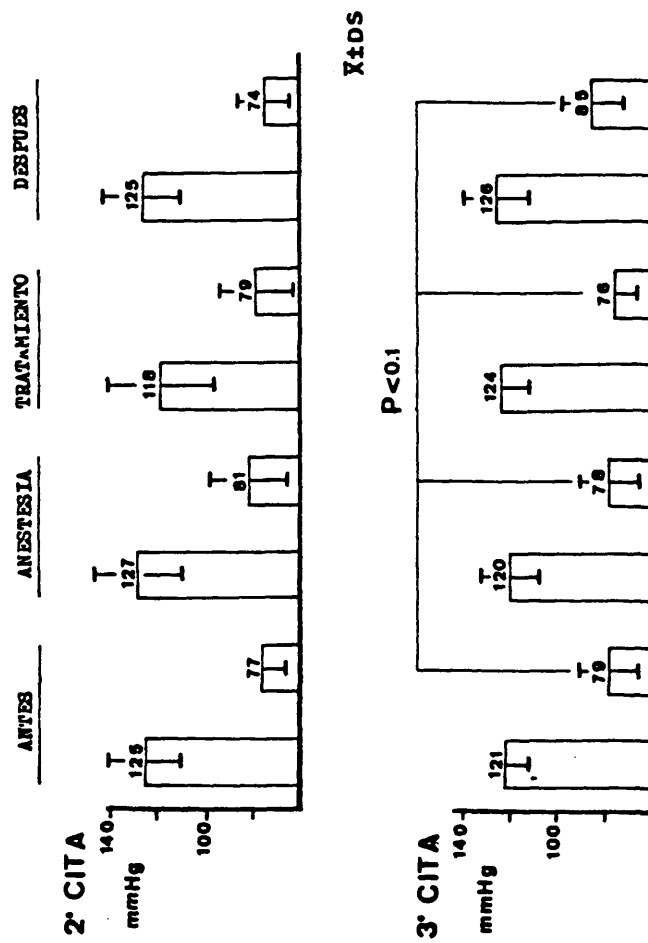 ANTES ANESTESIA TRATAMIENTO DESPUES
2ª CITA
mmHg
140
100
125 77 127 81 118 79 125 74
X±DS
3ª CITA
mmHg
140
100
P<0.1
121 79 120 78 124 76 126 85